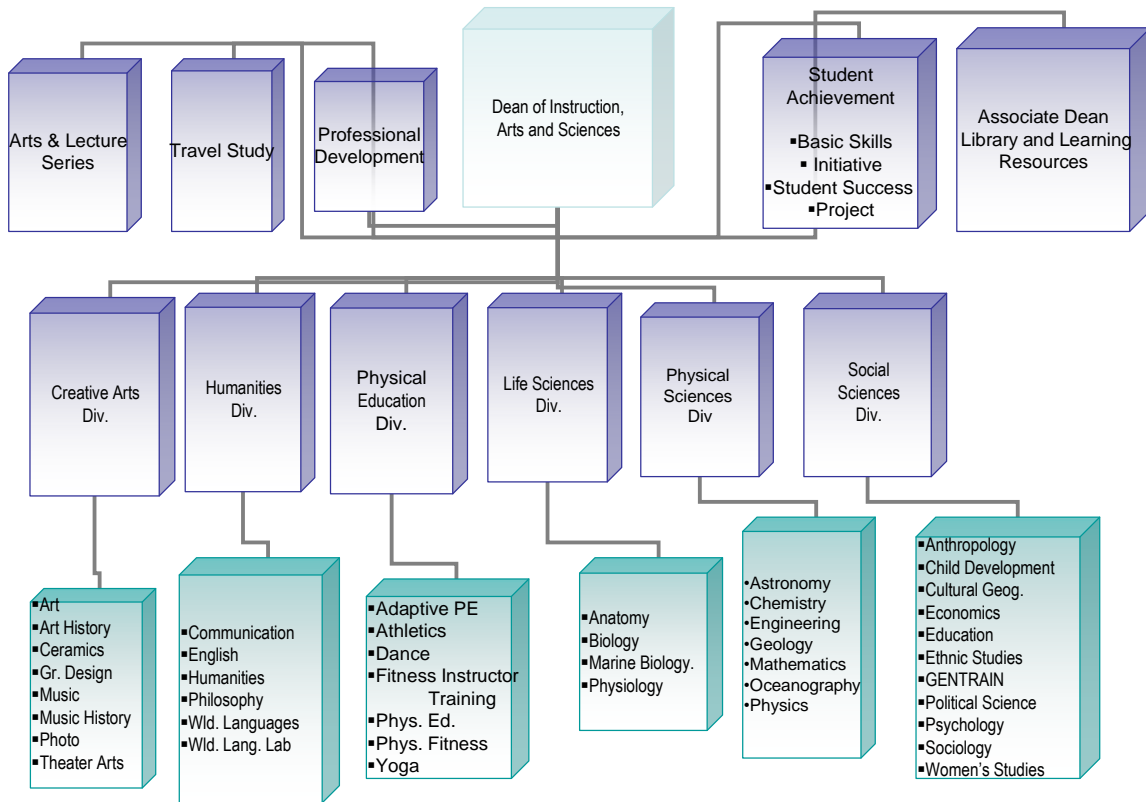 Arts & Lecture
Series
Travel Study
Professional
Development
Dean of Instruction,
Arts and Sciences
Student
Achievement
▪Basic Skills
▪ Initiative
▪Student Success
▪ Project
Associate Dean
Library and Learning
Resources
Creative Arts
Div.
Humanities
Div.
Physical
Education
Div.
Life Sciences
Div.
Physical
Sciences
Div
Social
Sciences
Div.
▪Art
▪Art History
▪Ceramics
▪Gr. Design
▪Music
▪Music History
▪Photo
▪Theater Arts
▪Communication
▪English
▪Humanities
▪Philosophy
▪Wld. Languages
▪Wld. Lang. Lab
▪Adaptive PE
▪Athletics
▪Dance
▪Fitness Instructor
Training
▪Phys. Ed.
▪Phys. Fitness
▪Yoga
▪Anatomy
▪Biology
▪Marine Biology.
▪Physiology
•Astronomy
•Chemistry
•Engineering
•Geology
•Mathematics
•Oceanography
•Physics
▪Anthropology
▪Child Development
▪Cultural Geog.
▪Economics
▪Education
▪Ethnic Studies
▪GENTRAIN
▪Political Science
▪Psychology
▪Sociology
▪Women's Studies